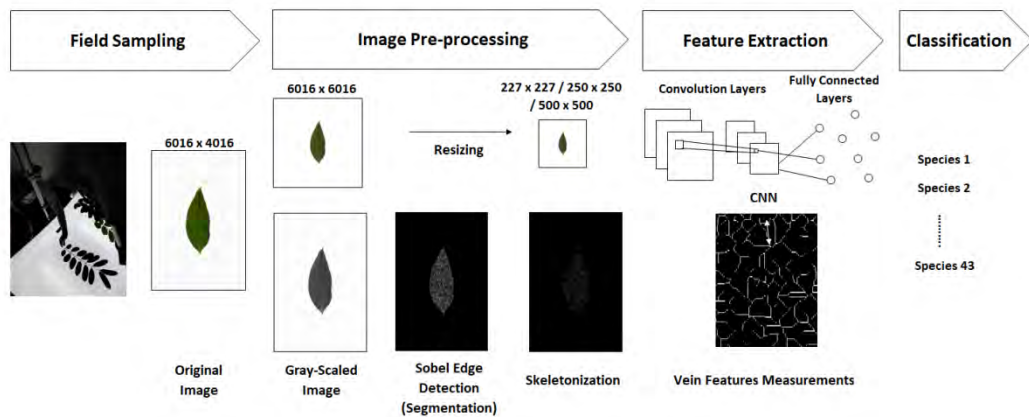 Field Sampling
Image Pre-processing
Feature Extraction
Classification
6016 x 4016
6016 x 6016
Resizing
227 x 227 / 250 x 250
/ 500 x 500
Convolution Layers
Fully Connected
Layers
CNN
Species 1
Species 2
Species 43
Original
Image
Gray-Scaled
Image
Sobel Edge
Detection
(Segmentation)
Skeletonization
Vein Features Measurements